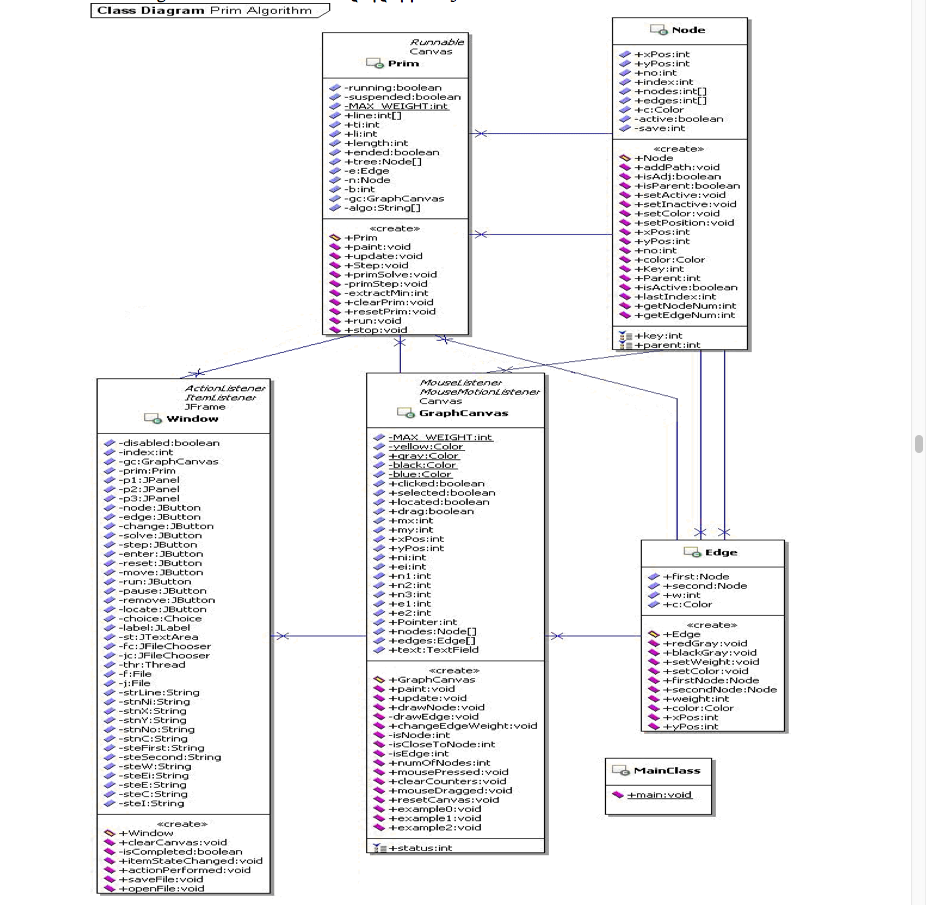 Class Diagram Prim Algorithm
Runnable
Canvas
Prim
-running:boolean
-suspended:boolean
-MAX_WEIGHT:int
+line:int[]
+ti:int
+li:int
+length:int
+ended:boolean
+tree:Node[]
-e:Edge
-n:Node
-b:int
-gc:GraphCanvas
-algo:String[]
«create»
+Prim
+paint:void
+update:void
+Step:void
+primSolve:void
-primStep:void
-extractMin:int
+clearPrim:void
+resetPrim:void
+run:void
+stop:void
Node
+xPos:int
+yPos:int
+no:int
+index:int
+nodes:int[]
+edges:int[]
+c:Color
-active:boolean
-save:int
«create»
+Node
+addPath:void
+isAdj:boolean
+isParent:boolean
+setActive:void
+setInactive:void
+setColor:void
+setPosition:void
+xPos:int
+yPos:int
+no:int
+color:Color
+Key:int
+Parent:int
+isActive:boolean
+lastIndex:int
+getNodeNum:int
+getEdgeNum:int
+key:int
+parent:int
ActionListener
ItemListener
JFrame
Window
-disabled:boolean
-index:int
-gc:GraphCanvas
-prim:Prim
-p1:JPanel
-p2:JPanel
-p3:JPanel
-node:JButton
-edge:JButton
-change:JButton
-solve:JButton
-step:JButton
-enter:JButton
-reset:JButton
-move:JButton
-run:JButton
-pause:JButton
-remove:JButton
-locate:JButton
-choice:Choice
-label:JLabel
-st:JTextArea
-fc:JFileChooser
-jc:JFileChooser
-thr:Thread
-f:File
-j:File
-strLine:String
-stnNi:String
-stnX:String
-stnY:String
-stnNo:String
-stnC:String
-steFirst:String
-steSecond:String
-steW:String
-steEi:String
-steE:String
-steC:String
-steI:String
«create»
+Window
+clearCanvas:void
-isCompleted:boolean
+itemStateChanged:void
+actionPerformed:void
+saveFile:void
+openFile:void
MouseListener
MouseMotionListener
Canvas
GraphCanvas
-MAX_WEIGHT:int
-yellow:Color
+gray:Color
-black:Color
-blue:Color
+clicked:boolean
+selected:boolean
+located:boolean
+drag:boolean
+mx:int
+my:int
+xPos:int
+yPos:int
+ni:int
+ei:int
+n1:int
+n2:int
+n3:int
+e1:int
+e2:int
+Pointer:int
+nodes:Node[]
+edges:Edge[]
+text:TextField
«create»
+GraphCanvas
+paint:void
+update:void
+drawNode:void
-drawEdge:void
+changeEdgeWeight:void
-isNode:int
-isCloseToNode:int
-isEdge:int
+numOfNodes:int
+mousePressed:void
+clearCounters:void
+mouseDragged:void
+resetCanvas:void
+example0:void
+example1:void
+example2:void
+status:int
Edge
+first:Node
+second:Node
+w:int
+c:Color
«create»
+Edge
+redGray:void
+blackGray:void
+setWeight:void
+setColor:void
+firstNode:Node
+secondNode:Node
+weight:int
+color:Color
+xPos:int
+yPos:int
MainClass
+main:void